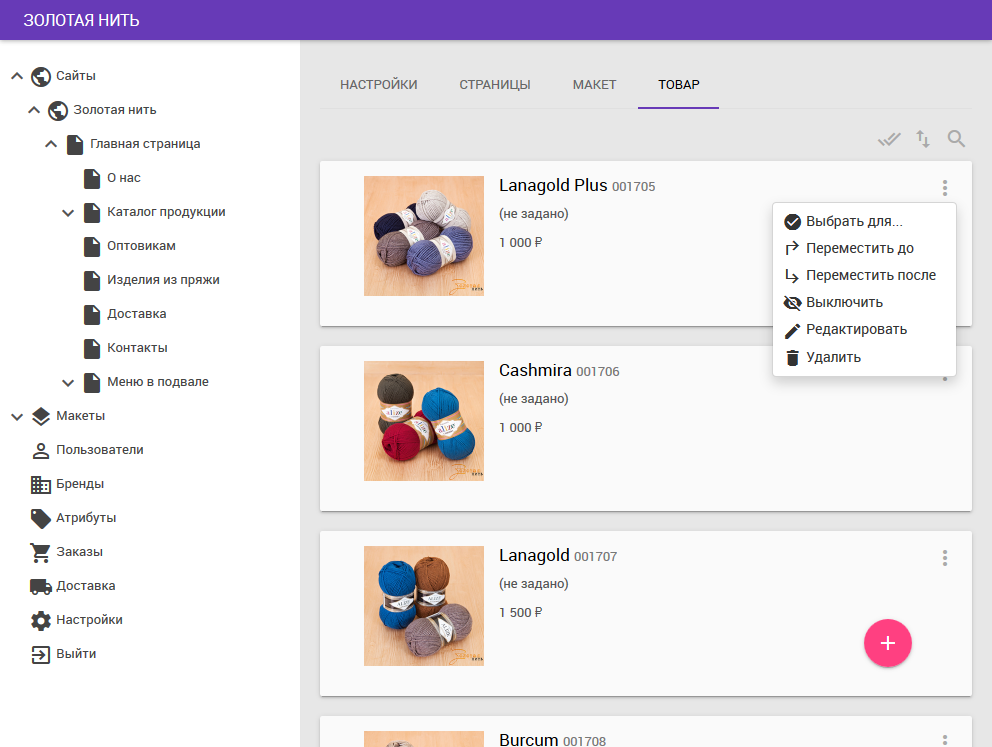 ЗОЛОТАЯ НИТЬ
Сайты
Золотая нить
Главная страница
О нас
Каталог продукции
Оптовикам
Изделия из пряжи
Доставка
Контакты
Меню в подвале
Макеты
Пользователи
Бренды
Атрибуты
Заказы
Доставка
Настройки
Выйти
НАСТРОЙКИ СТРАНИЦЫ МАКЕТ ТОВАР
Lanagold Plus 001705
(не задано)
1 000 ₽
Выбрать для...
Переместить до
Переместить после
Выключить
Редактировать
Удалить
Cashmira 001706
(не задано)
1 000 ₽
Lanagold 001707
(не задано)
1 500 ₽
Burcum 001708